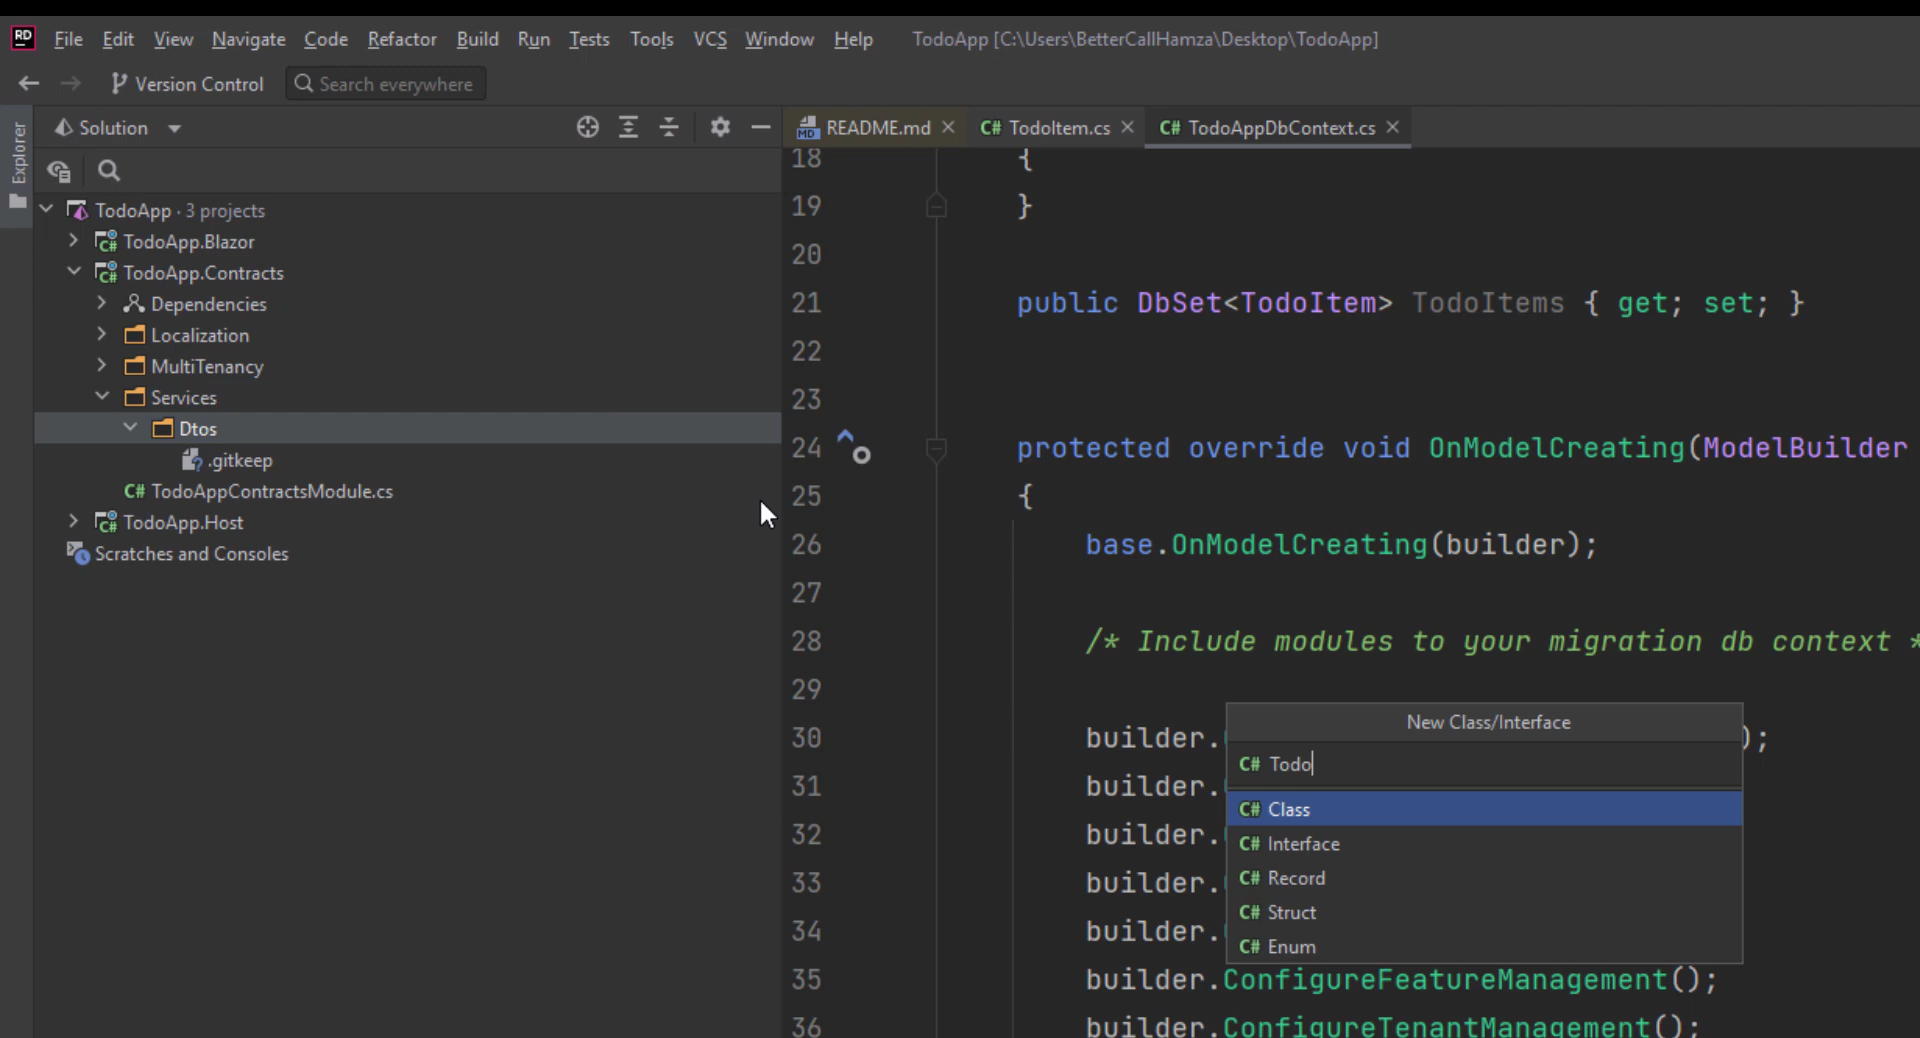 RD File Edit View Navigate Code Refactor Build Run Tests Tools VCS Window Help TodoApp [C:\Users\BetterCallHamza\Desktop\TodoApp]
Version Control Search everywhere
Explorer
Solution
README.md C# TodoItem.cs C# TodoAppDbContext.cs
TodoApp · 3 projects
TodoApp.Blazor
TodoApp.Contracts
Dependencies
Localization
MultiTenancy
Services
Dtos
.gitkeep
C# TodoAppContractsModule.cs
TodoApp.Host
Scratches and Consoles
18 {
19 }
20
21 public DbSet<TodoItem> TodoItems { get; set; }
22
23
24 protected override void OnModelCreating(ModelBuilder
25 {
26 base.OnModelCreating(builder);
27
28 /* Include modules to your migration db context *
29
30 builder. );
31 builder.
32 builder.
33 builder.
34 builder.
35 builder.ConfigureFeatureManagement();
36 builder.ConfigureTenantManagement();
New Class/Interface
C# Todo
C# Class
C# Interface
C# Record
C# Struct
C# Enum